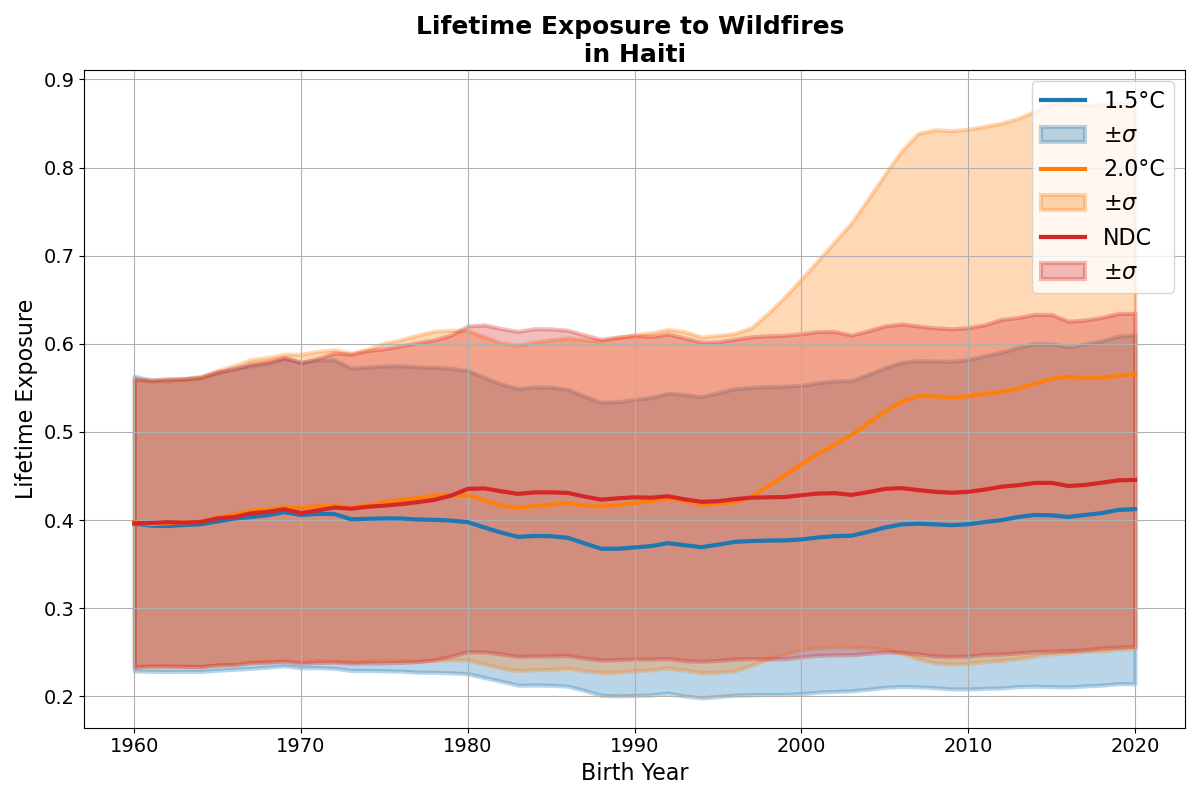 Lifetime Exposure to Wildfires
in Haiti
0.9
0.8
0.7
0.6
0.5
0.4
0.3
0.2
Lifetime Exposure
1.5°C
±σ
2.0°C
±σ
NDC
±σ
1960
1970
1980
1990
2000
2010
2020
Birth Year